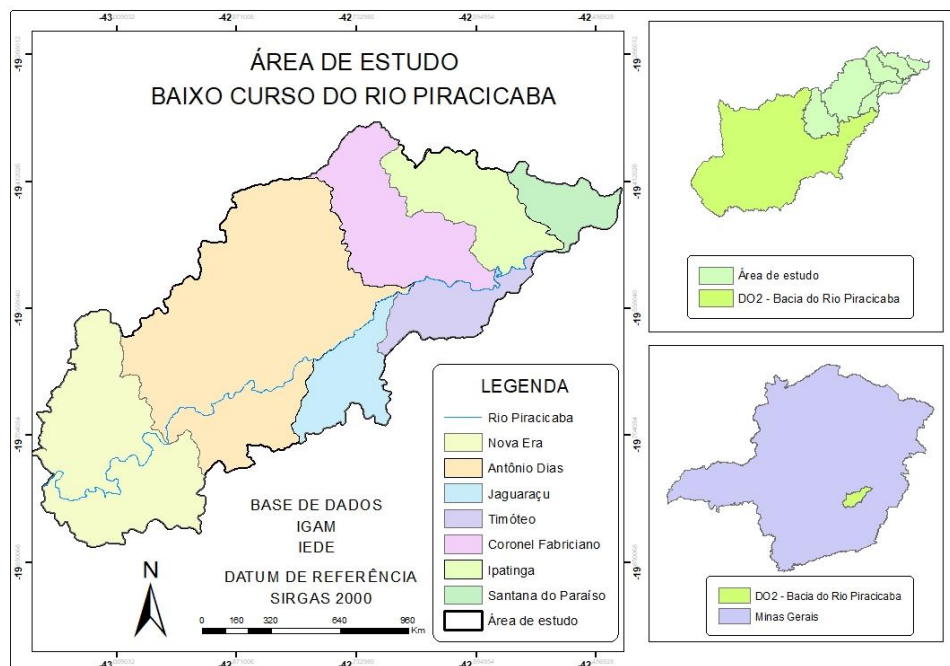 -43 -42 -42 -42 -42
ÁREA DE ESTUDO
BAIXO CURSO DO RIO PIRACICABA
-19
-19
-19
-19
-19
LEGENDA
Rio Piracicaba
Nova Era
Antônio Dias
Jaguaraçu
Timóteo
Coronel Fabriciano
Ipatinga
Santana do Paraíso
Área de estudo
BASE DE DADOS
IGAM
IEDE
DATUM DE REFERÊNCIA
SIRGAS 2000
N
0 160 320 640 960
Km
-43 -42 -42 -42 -42
Área de estudo
DO2 - Bacia do Rio Piracicaba
DO2 - Bacia do Rio Piracicaba
Minas Gerais